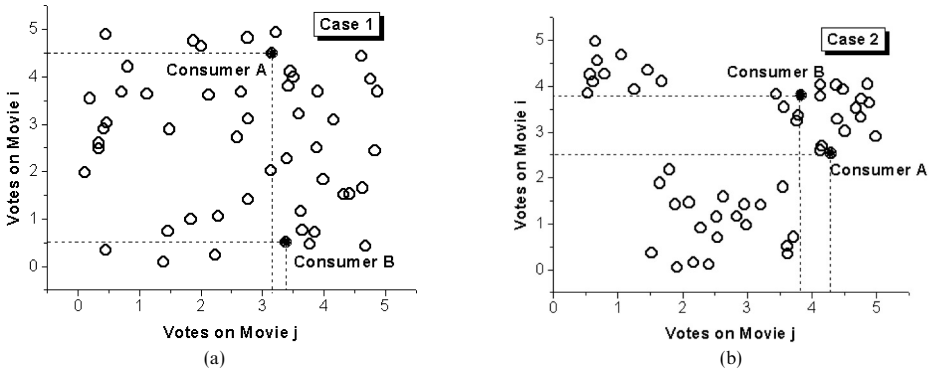 Case 1
5
4
3
2
1
0
Votes on Movie i
Consumer A
Consumer B
0 1 2 3 4 5
Votes on Movie j
(a)
Case 2
5
4
3
2
1
0
Votes on Movie i
Consumer B
Consumer A
0 1 2 3 4 5
Votes on Movie j
(b)